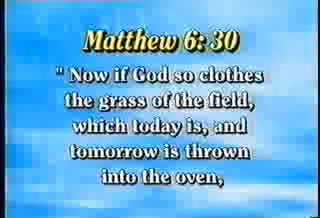 Matthew 6: 30
" Now if God so clothes
the grass of the field,
which today is, and
tomorrow is thrown
into the oven,